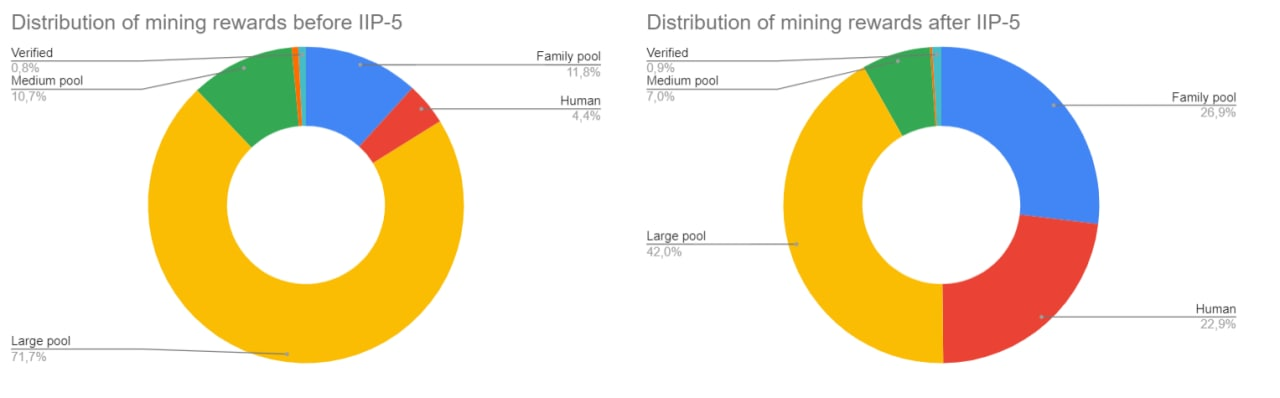 Distribution of mining rewards before IIP-5
Verified
0,8%
Medium pool
10,7%
Family pool
11,8%
Human
4,4%
Large pool
71,7%
Distribution of mining rewards after IIP-5
Verified
0,9%
Medium pool
7,0%
Family pool
26,9%
Large pool
42,0%
Human
22,9%